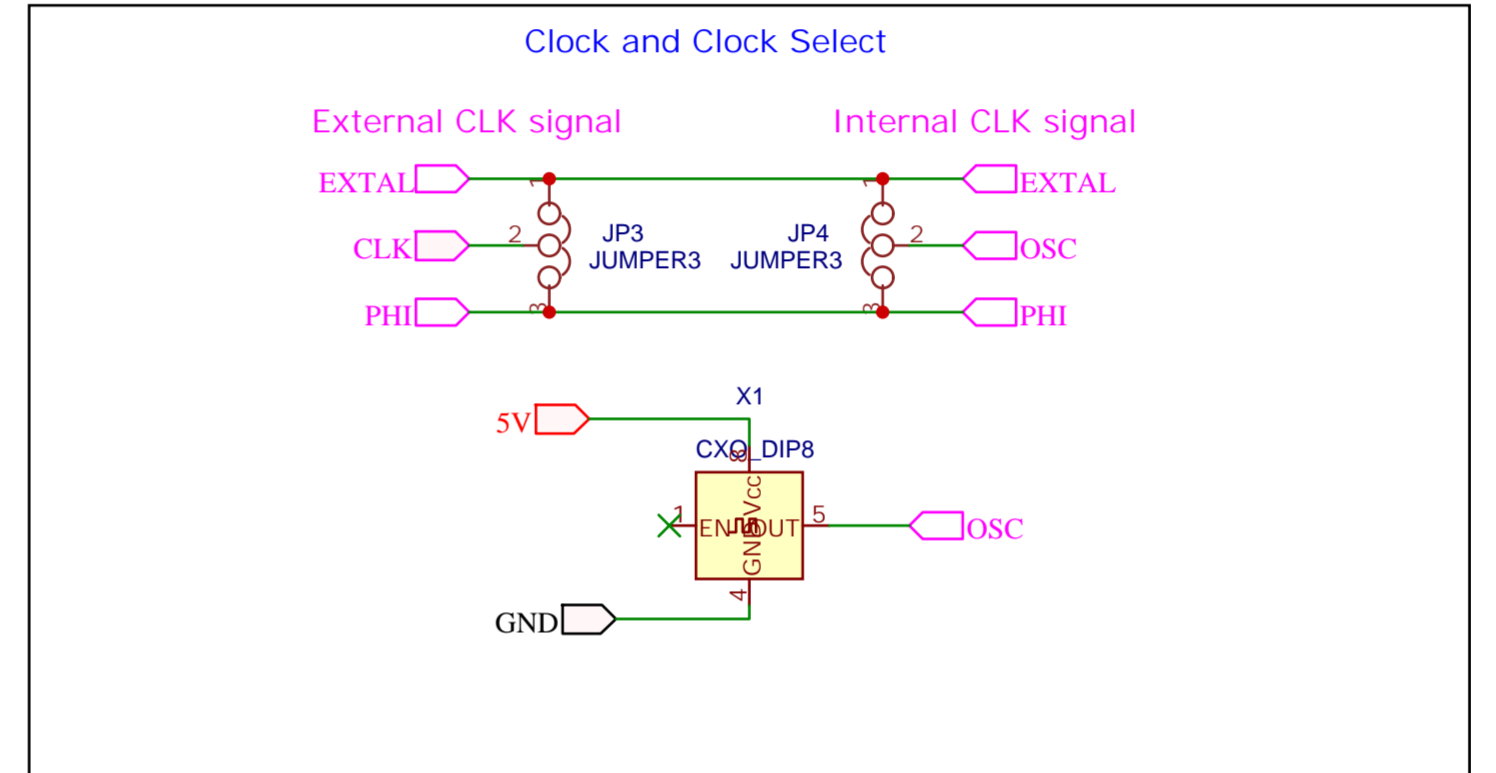 Clock and Clock Select
External CLK signal
Internal CLK signal
EXTAL
1
1
EXTAL
CLK
2
JP3
JUMPER3
JP4
JUMPER3
2
OSC
PHI
3
3
PHI
X1
5V
CXO_DIP8
8
Vcc
1
EN
OUT
5
OSC
GND
4
GND